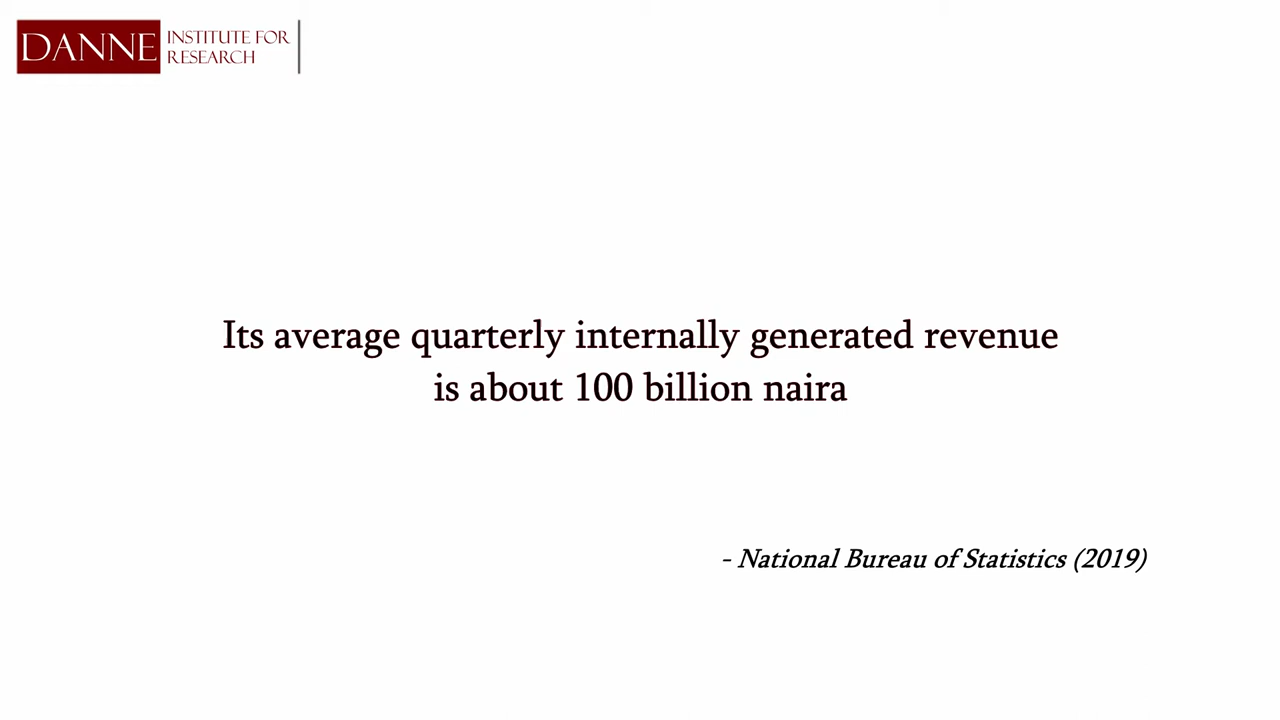 DANNE
INSTITUTE FOR
RESEARCH
Its average quarterly internally generated revenue
is about 100 billion naira
- National Bureau of Statistics (2019)